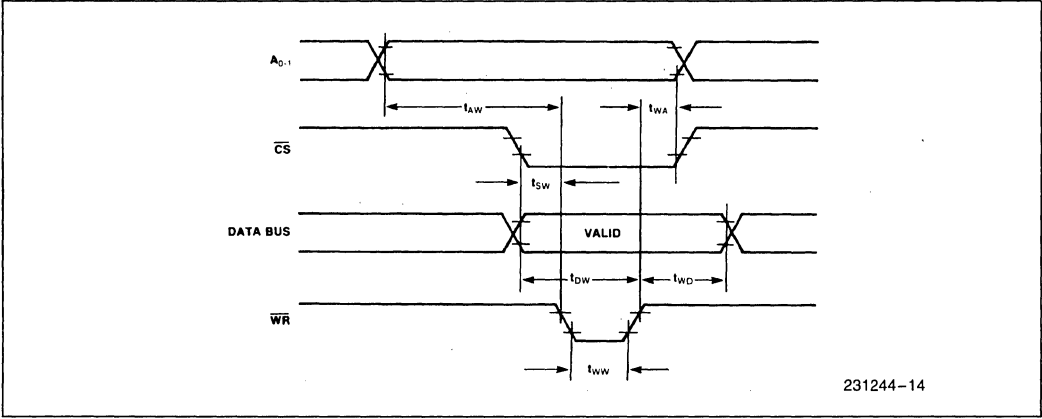 A0-1
tAW
tWA
CS
tSW
DATA BUS
VALID
tDW
tWD
WR
tWW
231244–14